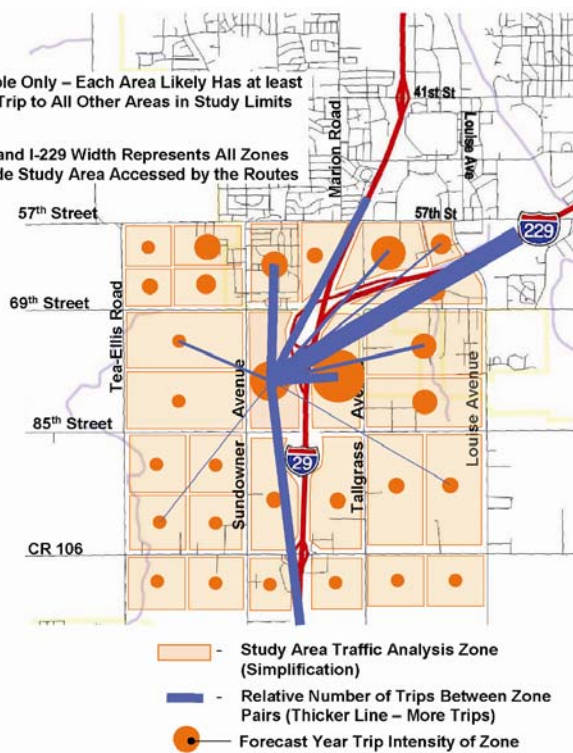 ple Only – Each Area Likely Has at least
Trip to All Other Areas in Study Limits
and I-229 Width Represents All Zones
de Study Area Accessed by the Routes
41st St
Marion Road
Louise Ave
57th Street
57th St
229
69th Street
Tea-Ellis Road
Avenue
Louise Avenue
85th Street
Sundowner
29
Tallgrass
CR 106
- Study Area Traffic Analysis Zone
(Simplification)
- Relative Number of Trips Between Zone
Pairs (Thicker Line – More Trips)
Forecast Year Trip Intensity of Zone